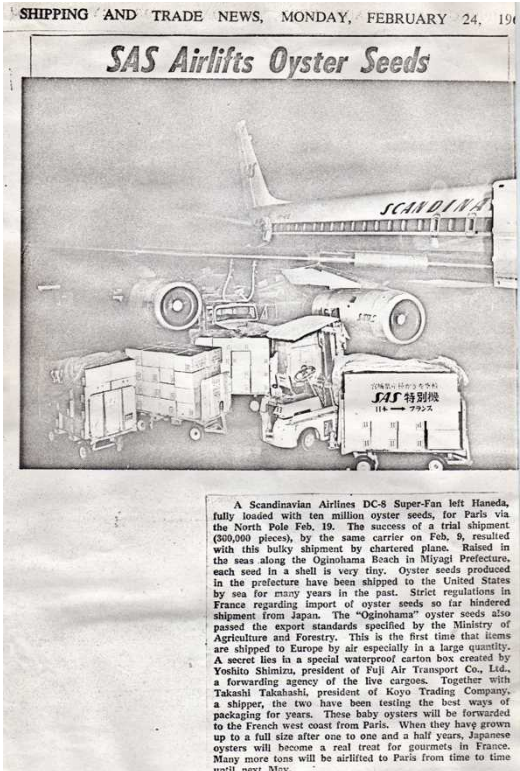 SHIPPING AND TRADE NEWS, MONDAY, FEBRUARY 24, 196
SAS Airlifts Oyster Seeds
SCANDINA
SAS 特別機
日本 → フランス
A Scandinavian Airlines DC-8 Super-Fan left Haneda,
fully loaded with ten million oyster seeds, for Paris via
the North Pole Feb. 19. The success of a trial shipment
(300,000 pieces), by the same carrier on Feb. 9, resulted
with this bulky shipment by chartered plane. Raised in
the seas along the Oginohama Beach in Miyagi Prefecture,
each seed in a shell is very tiny. Oyster seeds produced
in the prefecture have been shipped to the United States
by sea for many years in the past. Strict regulations in
France regarding import of oyster seeds so far hindered
shipment from Japan. The "Oginohama" oyster seeds also
passed the export standards specified by the Ministry of
Agriculture and Forestry. This is the first time that items
are shipped to Europe by air especially in a large quantity.
A secret lies in a special waterproof carton box created by
Yoshito Shimizu, president of Fuji Air Transport Co., Ltd.,
a forwarding agency of the live cargoes. Together with
Takashi Takahashi, president of Koyo Trading Company,
a shipper, the two have been testing the best ways of
packaging for years. These baby oysters will be forwarded
to the French west coast from Paris. When they have grown
up to a full size after one to one and a half years, Japanese
oysters will become a real treat for gourmets in France.
Many more tons will be airlifted to Paris from time to time
until next May.